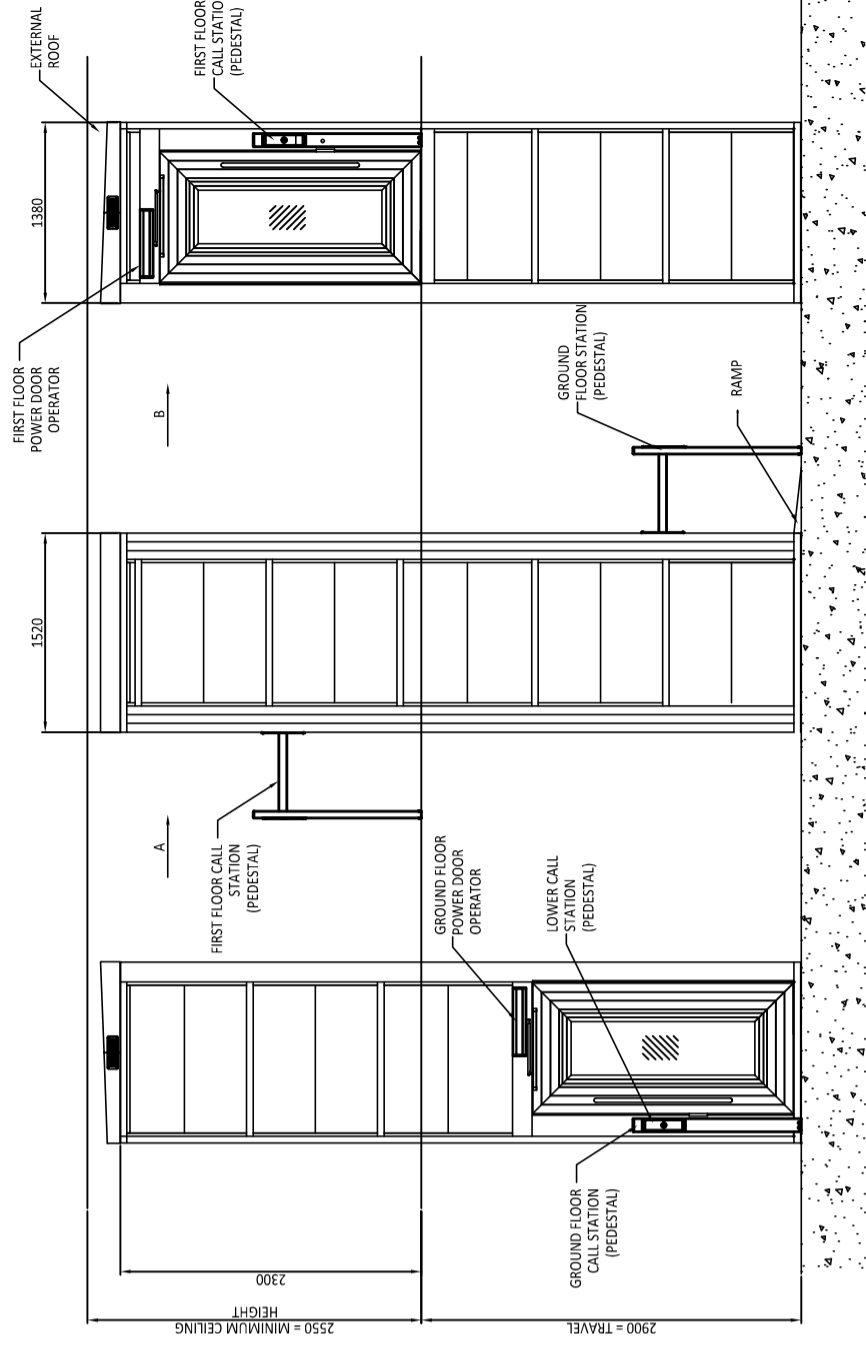 EXTERNAL
ROOF
FIRST FLOOR
CALL STATION
(PEDESTAL)
1380
FIRST FLOOR
POWER DOOR
OPERATOR
B
GROUND
FLOOR STATION
(PEDESTAL)
RAMP
1520
A
FIRST FLOOR CALL
STATION
(PEDESTAL)
GROUND FLOOR
POWER DOOR
OPERATOR
LOWER CALL
STATION
(PEDESTAL)
GROUND FLOOR
CALL STATION
(PEDESTAL)
2300
2550 = MINIMUM CEILING
HEIGHT
2900 = TRAVEL